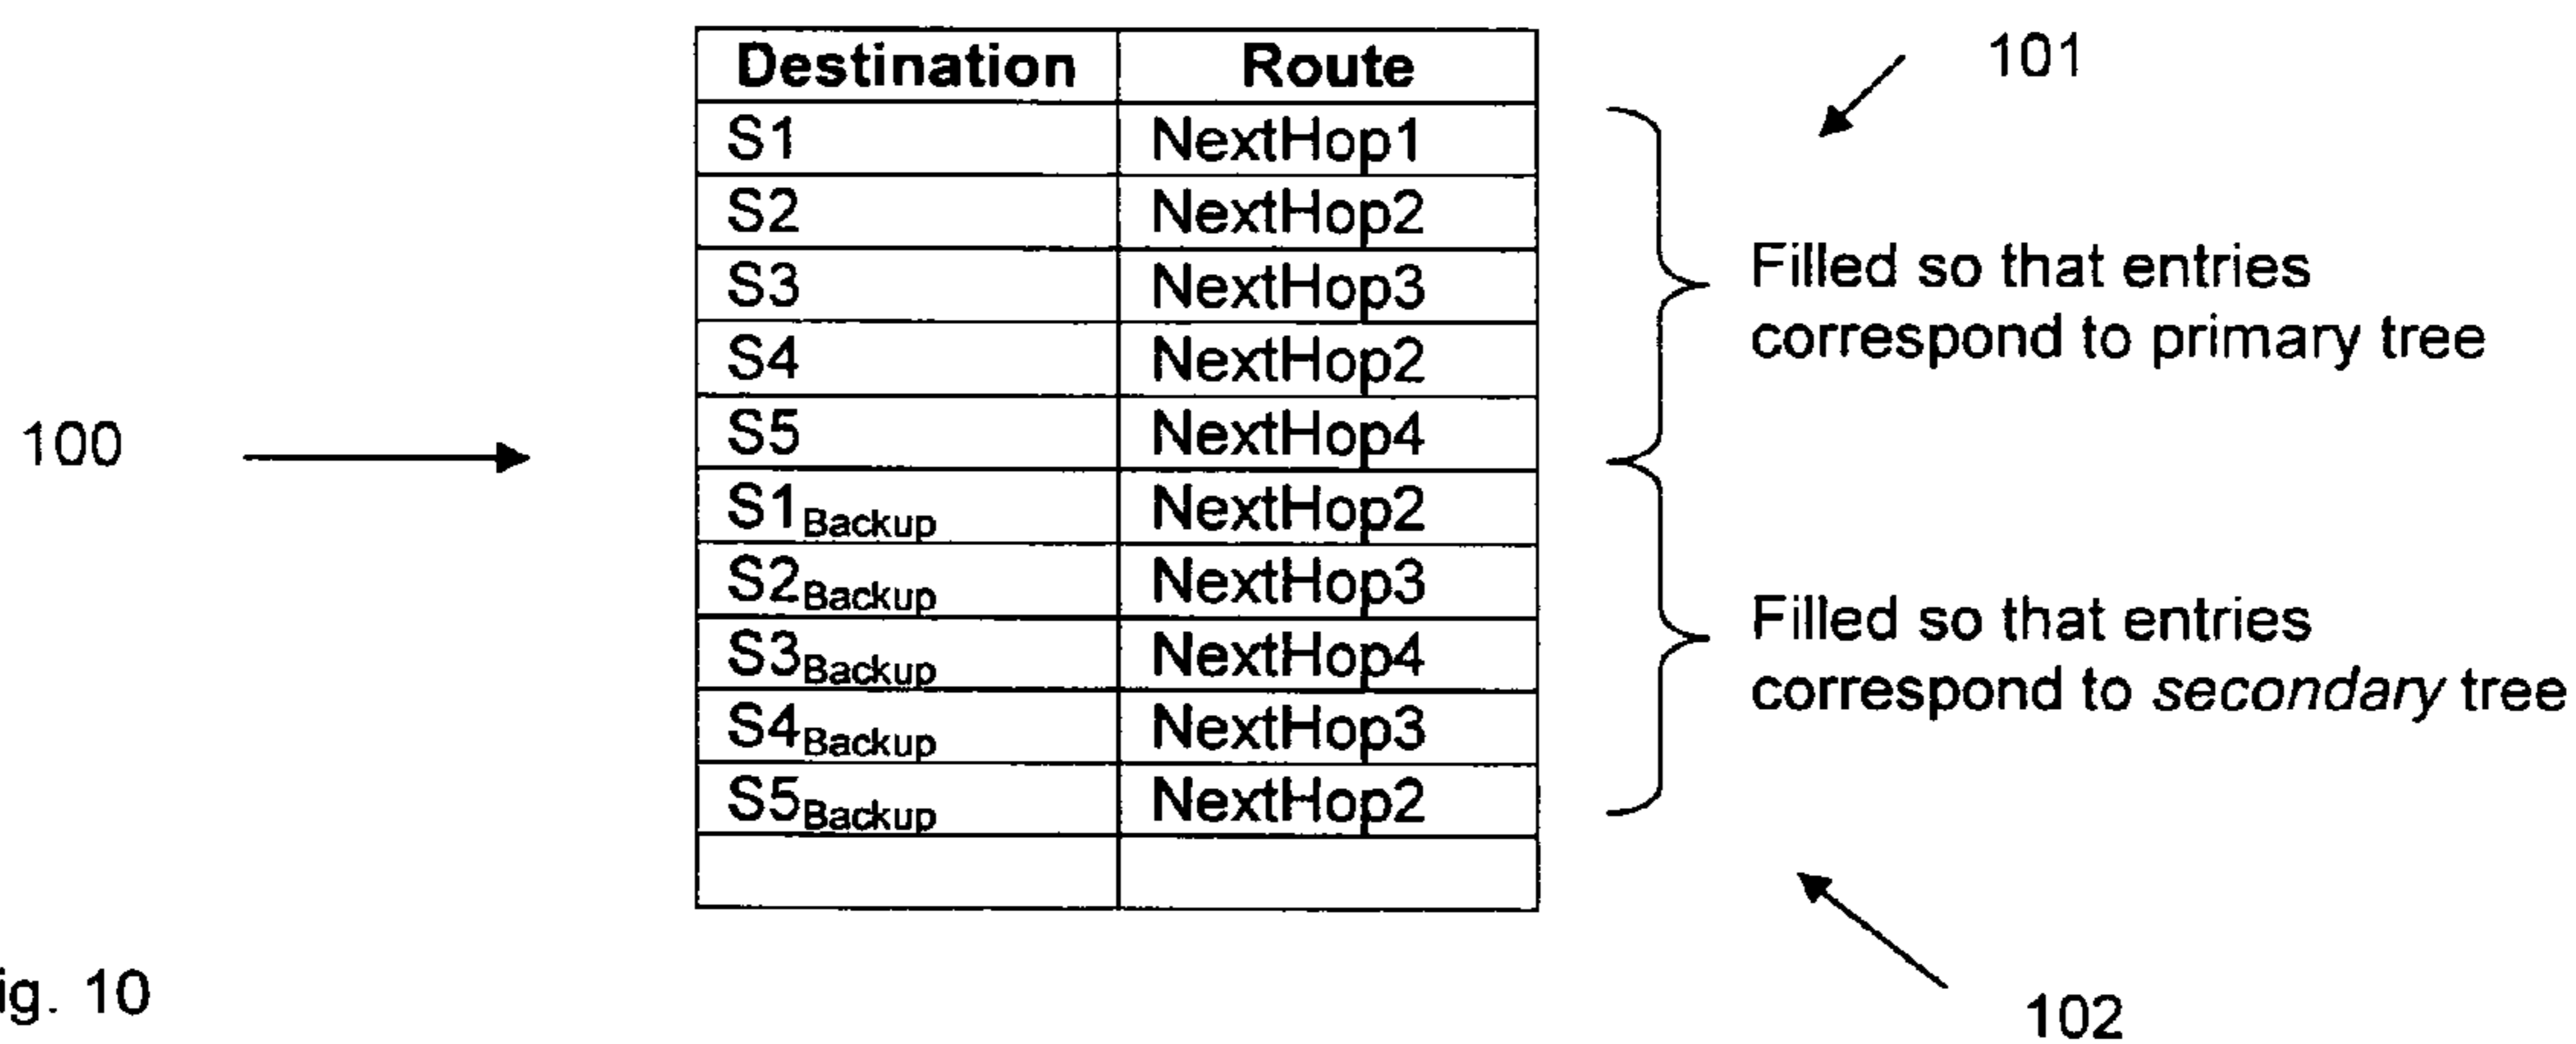 Destination Route
S1 NextHop1
S2 NextHop2
S3 NextHop3
S4 NextHop2
S5 NextHop4
S1Backup NextHop2
S2Backup NextHop3
S3Backup NextHop4
S4Backup NextHop3
S5Backup NextHop2
101
Filled so that entries
correspond to primary tree
100
Filled so that entries
correspond to secondary tree
102
ig. 10